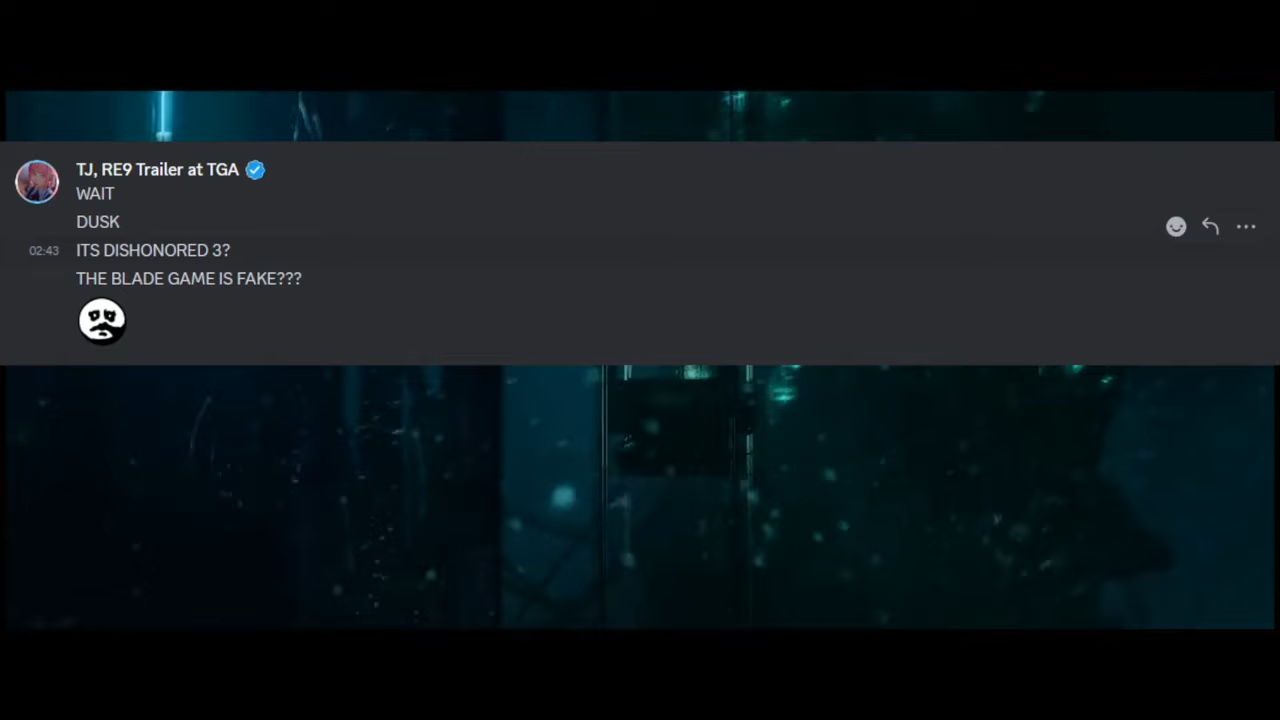 TJ, RE9 Trailer at TGA
WAIT
DUSK
02:43 ITS DISHONORED 3?
THE BLADE GAME IS FAKE???